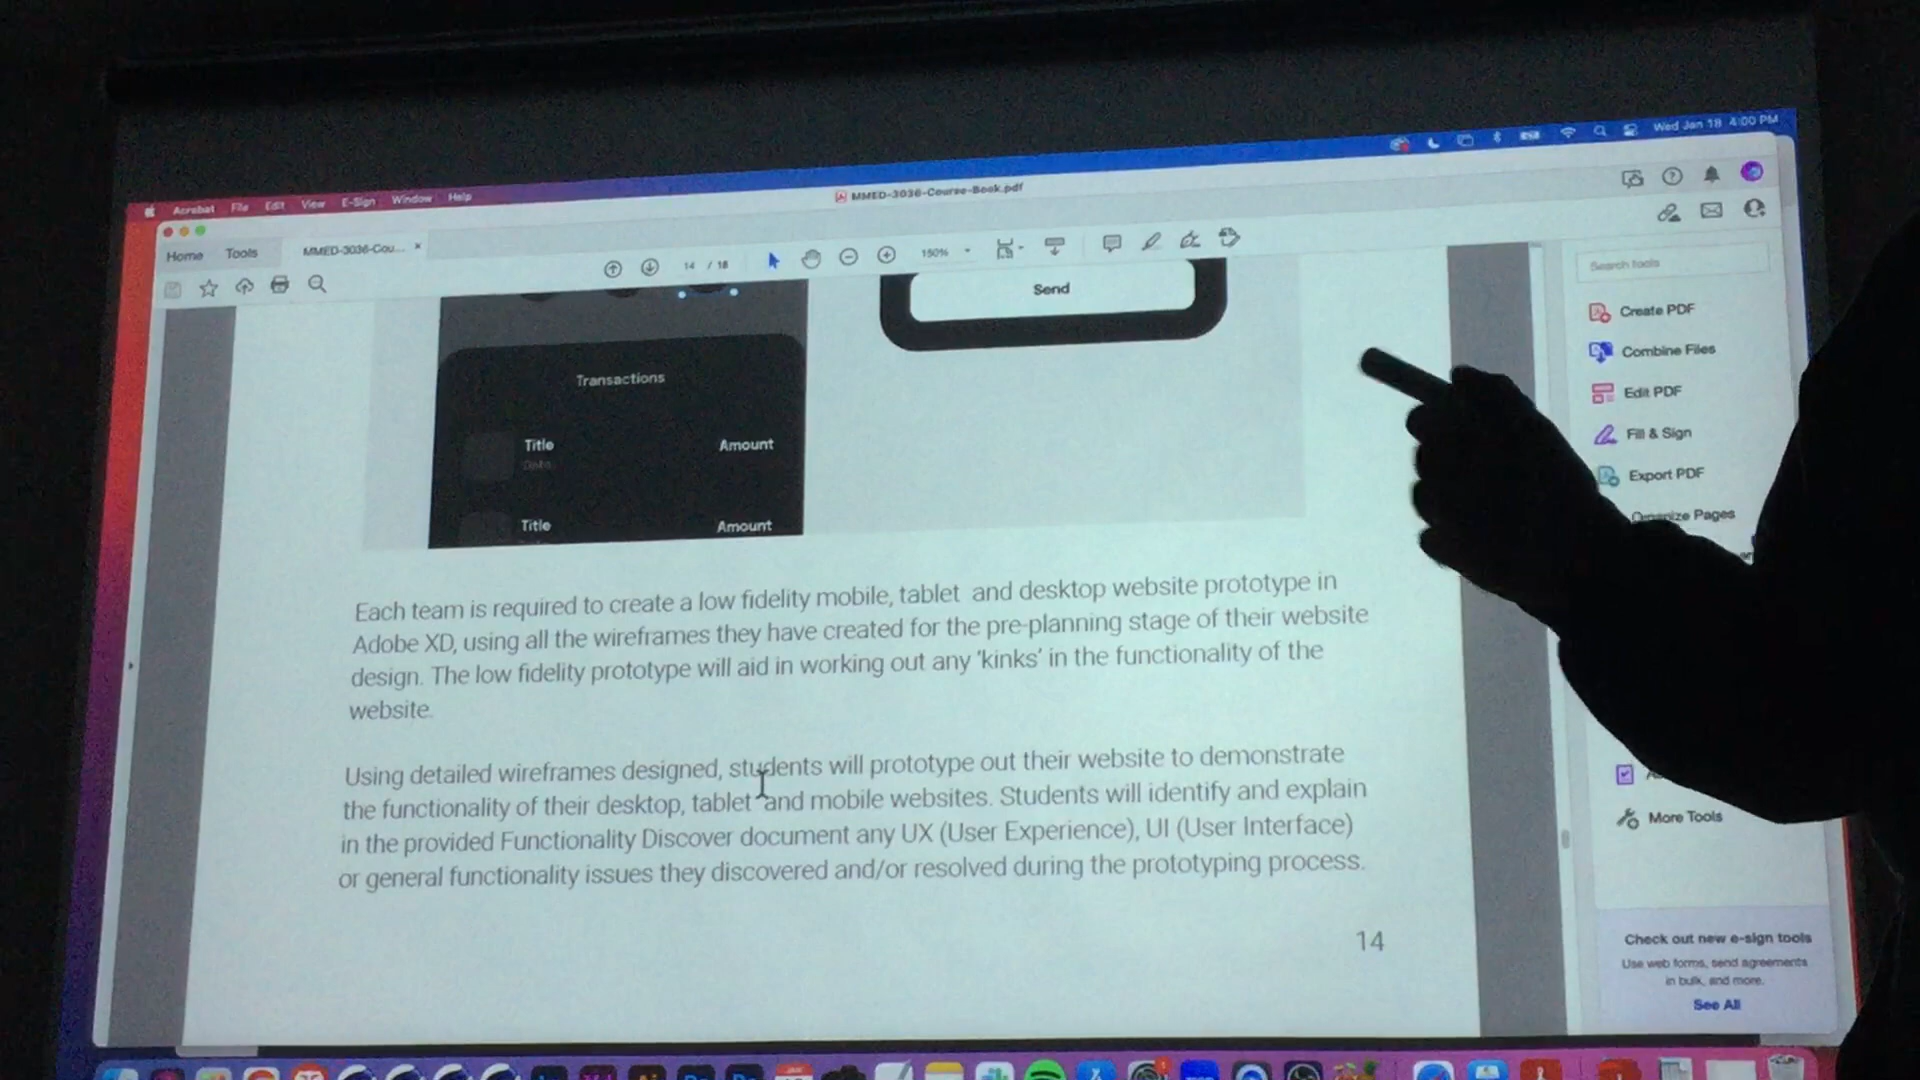 Wed Jan 18 4:00 PM
Acrobat File Edit View E-Sign Window Help
MMED-3036-Course-Book.pdf
Home Tools MMED-3036-Cou... ×
14 / 18
150%
Search tools
Send
Create PDF
Combine Files
Edit PDF
Fill & Sign
Export PDF
Organize Pages
Transactions
Title Amount
Date
Title Amount
Each team is required to create a low fidelity mobile, tablet and desktop website prototype in
Adobe XD, using all the wireframes they have created for the pre-planning stage of their website
design. The low fidelity prototype will aid in working out any 'kinks' in the functionality of the
website.
Using detailed wireframes designed, students will prototype out their website to demonstrate
the functionality of their desktop, tablet and mobile websites. Students will identify and explain
in the provided Functionality Discover document any UX (User Experience), UI (User Interface)
or general functionality issues they discovered and/or resolved during the prototyping process.
14
More Tools
Check out new e-sign tools
Use web forms, send agreements
in bulk, and more.
See All